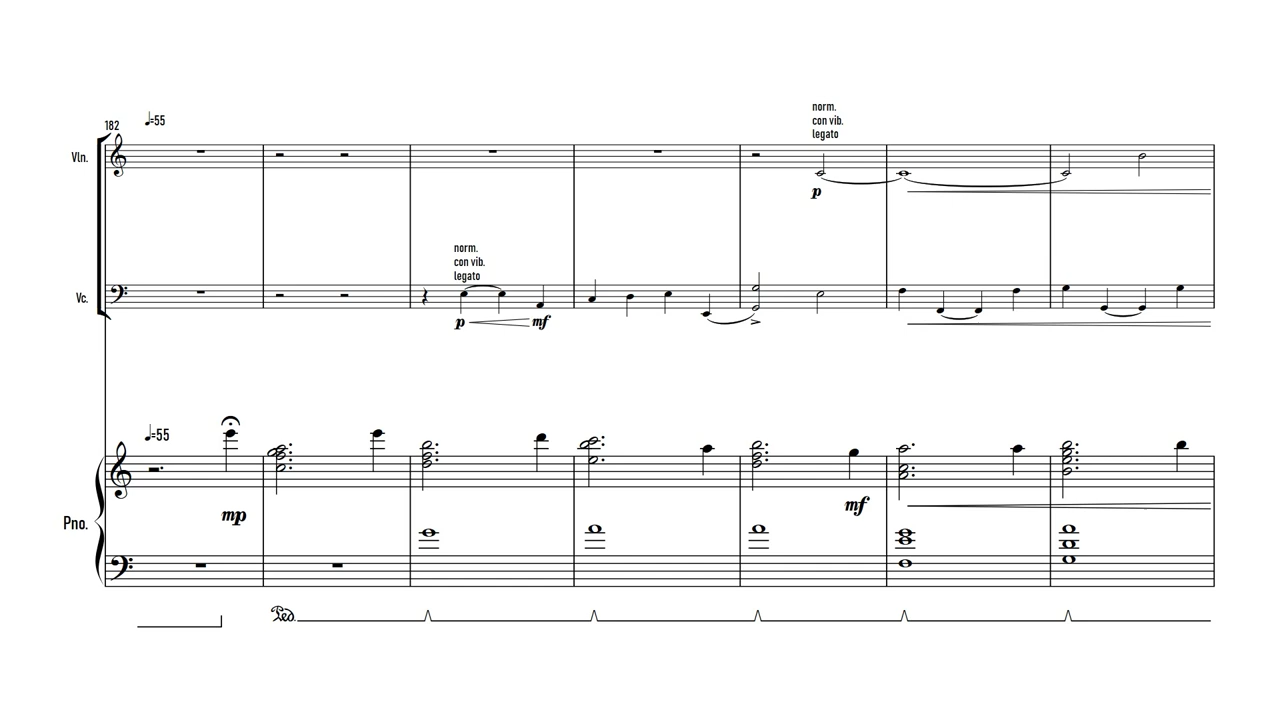 182
♩=55
norm.
con vib.
legato
Vln.
p
norm.
con vib.
legato
Vc.
p
mf
♩=55
mp
mf
Pno.
Ped.